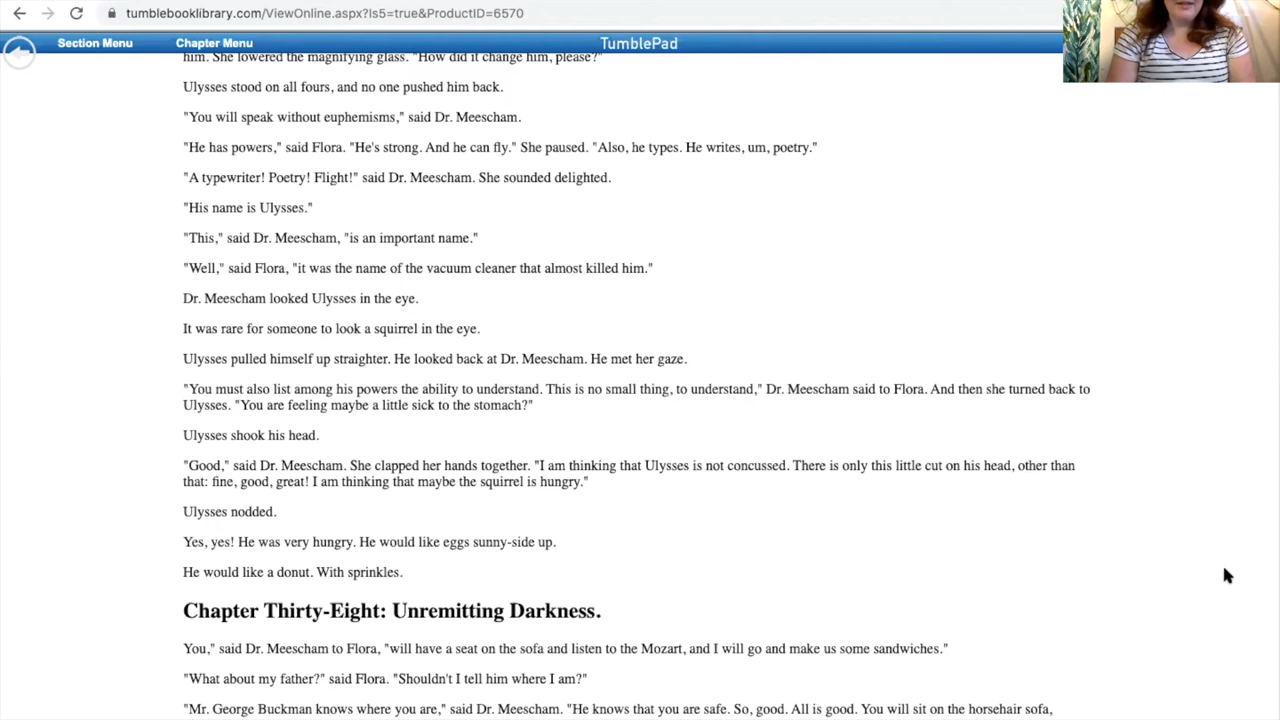 tumblebooklibrary.com/ViewOnline.aspx?ls5=true&ProductID=6570
Section Menu Chapter Menu TumblePad
him. She lowered the magnifying glass. "How did it change him, please?"
Ulysses stood on all fours, and no one pushed him back.
"You will speak without euphemisms," said Dr. Meescham.
"He has powers," said Flora. "He's strong. And he can fly." She paused. "Also, he types. He writes, um, poetry."
"A typewriter! Poetry! Flight!" said Dr. Meescham. She sounded delighted.
"His name is Ulysses."
"This," said Dr. Meescham, "is an important name."
"Well," said Flora, "it was the name of the vacuum cleaner that almost killed him."
Dr. Meescham looked Ulysses in the eye.
It was rare for someone to look a squirrel in the eye.
Ulysses pulled himself up straighter. He looked back at Dr. Meescham. He met her gaze.
"You must also list among his powers the ability to understand. This is no small thing, to understand," Dr. Meescham said to Flora. And then she turned back to
Ulysses. "You are feeling maybe a little sick to the stomach?"
Ulysses shook his head.
"Good," said Dr. Meescham. She clapped her hands together. "I am thinking that Ulysses is not concussed. There is only this little cut on his head, other than
that: fine, good, great! I am thinking that maybe the squirrel is hungry."
Ulysses nodded.
Yes, yes! He was very hungry. He would like eggs sunny-side up.
He would like a donut. With sprinkles.
Chapter Thirty-Eight: Unremitting Darkness.
You," said Dr. Meescham to Flora, "will have a seat on the sofa and listen to the Mozart, and I will go and make us some sandwiches."
"What about my father?" said Flora. "Shouldn't I tell him where I am?"
"Mr. George Buckman knows where you are," said Dr. Meescham. "He knows that you are safe. So, good. All is good. You will sit on the horsehair sofa,